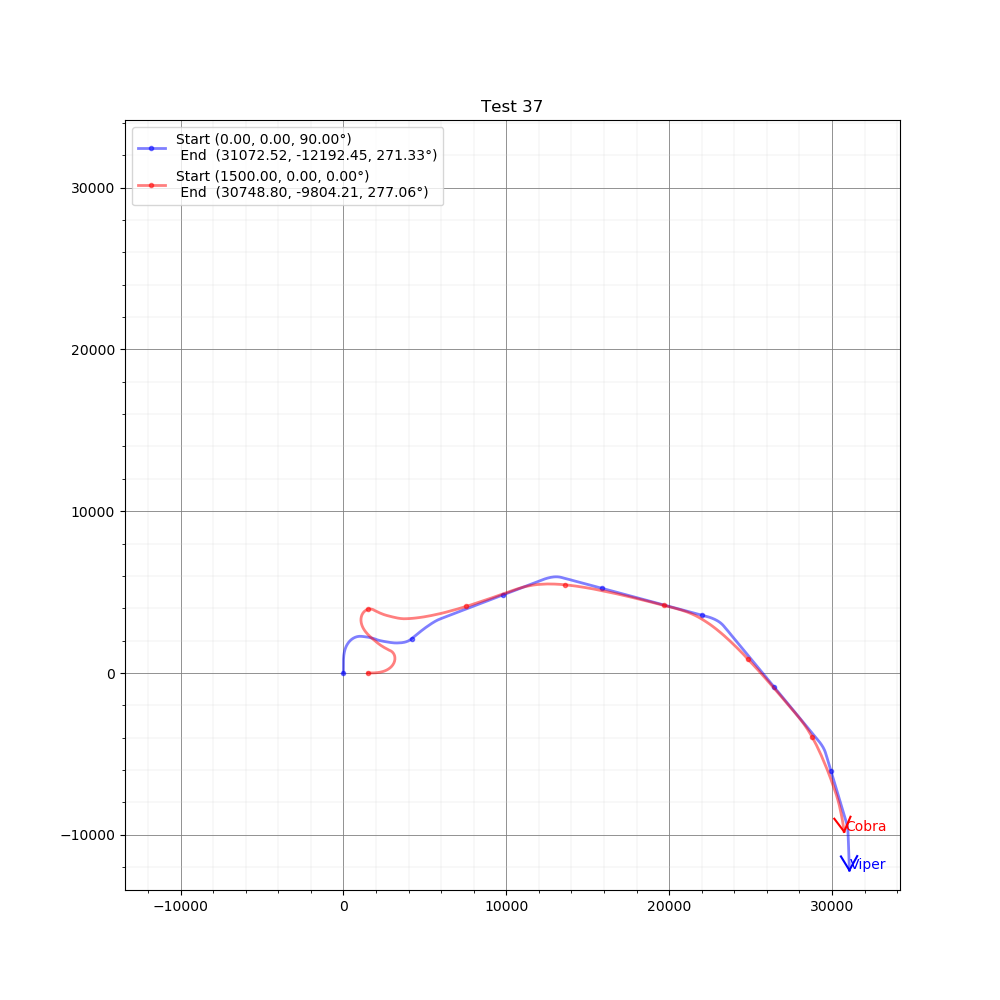 Test 37
Start (0.00, 0.00, 90.00°)
End  (31072.52, -12192.45, 271.33°)
Start (1500.00, 0.00, 0.00°)
End  (30748.80, -9804.21, 277.06°)
30000
20000
10000
0
−10000
Cobra
Viper
−10000
0
10000
20000
30000